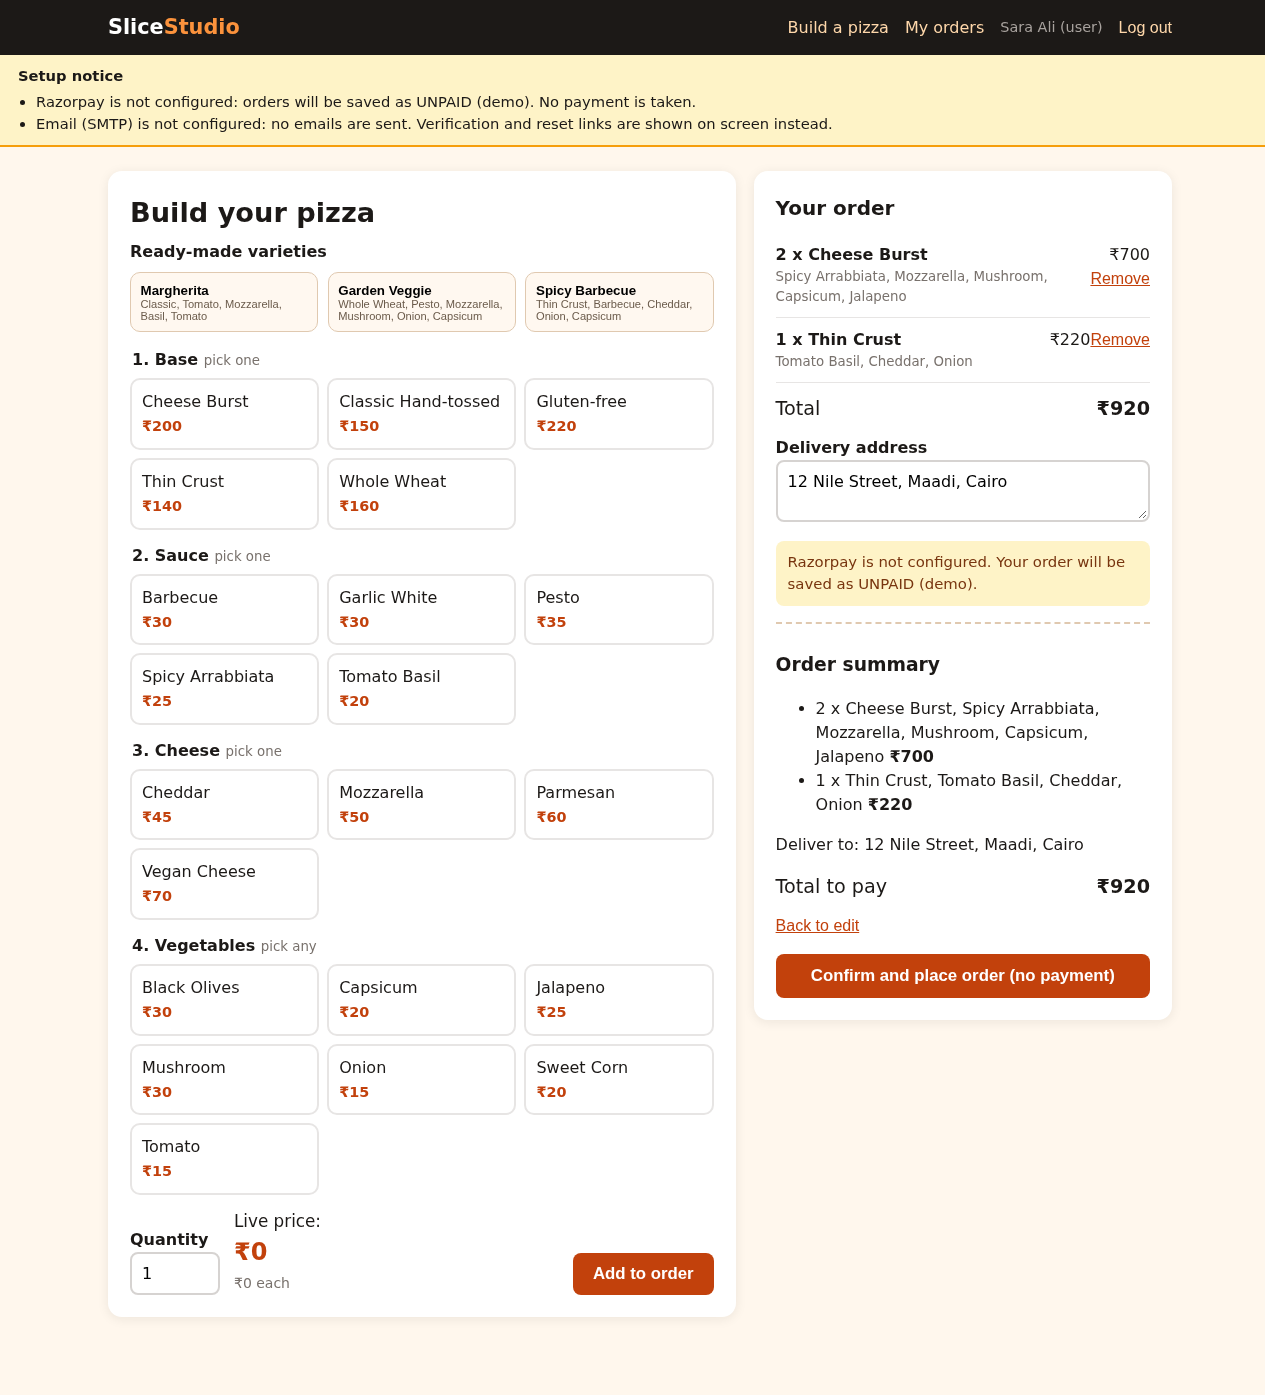 SliceStudio
Build a pizza My orders Sara Ali (user) Log out
Setup notice
• Razorpay is not configured: orders will be saved as UNPAID (demo). No payment is taken.
• Email (SMTP) is not configured: no emails are sent. Verification and reset links are shown on screen instead.
Build your pizza
Ready-made varieties
Margherita
Classic, Tomato, Mozzarella,
Basil, Tomato
Garden Veggie
Whole Wheat, Pesto, Mozzarella,
Mushroom, Onion, Capsicum
Spicy Barbecue
Thin Crust, Barbecue, Cheddar,
Onion, Capsicum
1. Base pick one
Cheese Burst
₹200
Classic Hand-tossed
₹150
Gluten-free
₹220
Thin Crust
₹140
Whole Wheat
₹160
2. Sauce pick one
Barbecue
₹30
Garlic White
₹30
Pesto
₹35
Spicy Arrabbiata
₹25
Tomato Basil
₹20
3. Cheese pick one
Cheddar
₹45
Mozzarella
₹50
Parmesan
₹60
Vegan Cheese
₹70
4. Vegetables pick any
Black Olives
₹30
Capsicum
₹20
Jalapeno
₹25
Mushroom
₹30
Onion
₹15
Sweet Corn
₹20
Tomato
₹15
Quantity
1
Live price:
₹0
₹0 each
Add to order
Your order
2 x Cheese Burst ₹700
Spicy Arrabbiata, Mozzarella, Mushroom, Remove
Capsicum, Jalapeno
1 x Thin Crust ₹220Remove
Tomato Basil, Cheddar, Onion
Total ₹920
Delivery address
12 Nile Street, Maadi, Cairo
Razorpay is not configured. Your order will be
saved as UNPAID (demo).
Order summary
• 2 x Cheese Burst, Spicy Arrabbiata,
Mozzarella, Mushroom, Capsicum,
Jalapeno ₹700
• 1 x Thin Crust, Tomato Basil, Cheddar,
Onion ₹220
Deliver to: 12 Nile Street, Maadi, Cairo
Total to pay ₹920
Back to edit
Confirm and place order (no payment)